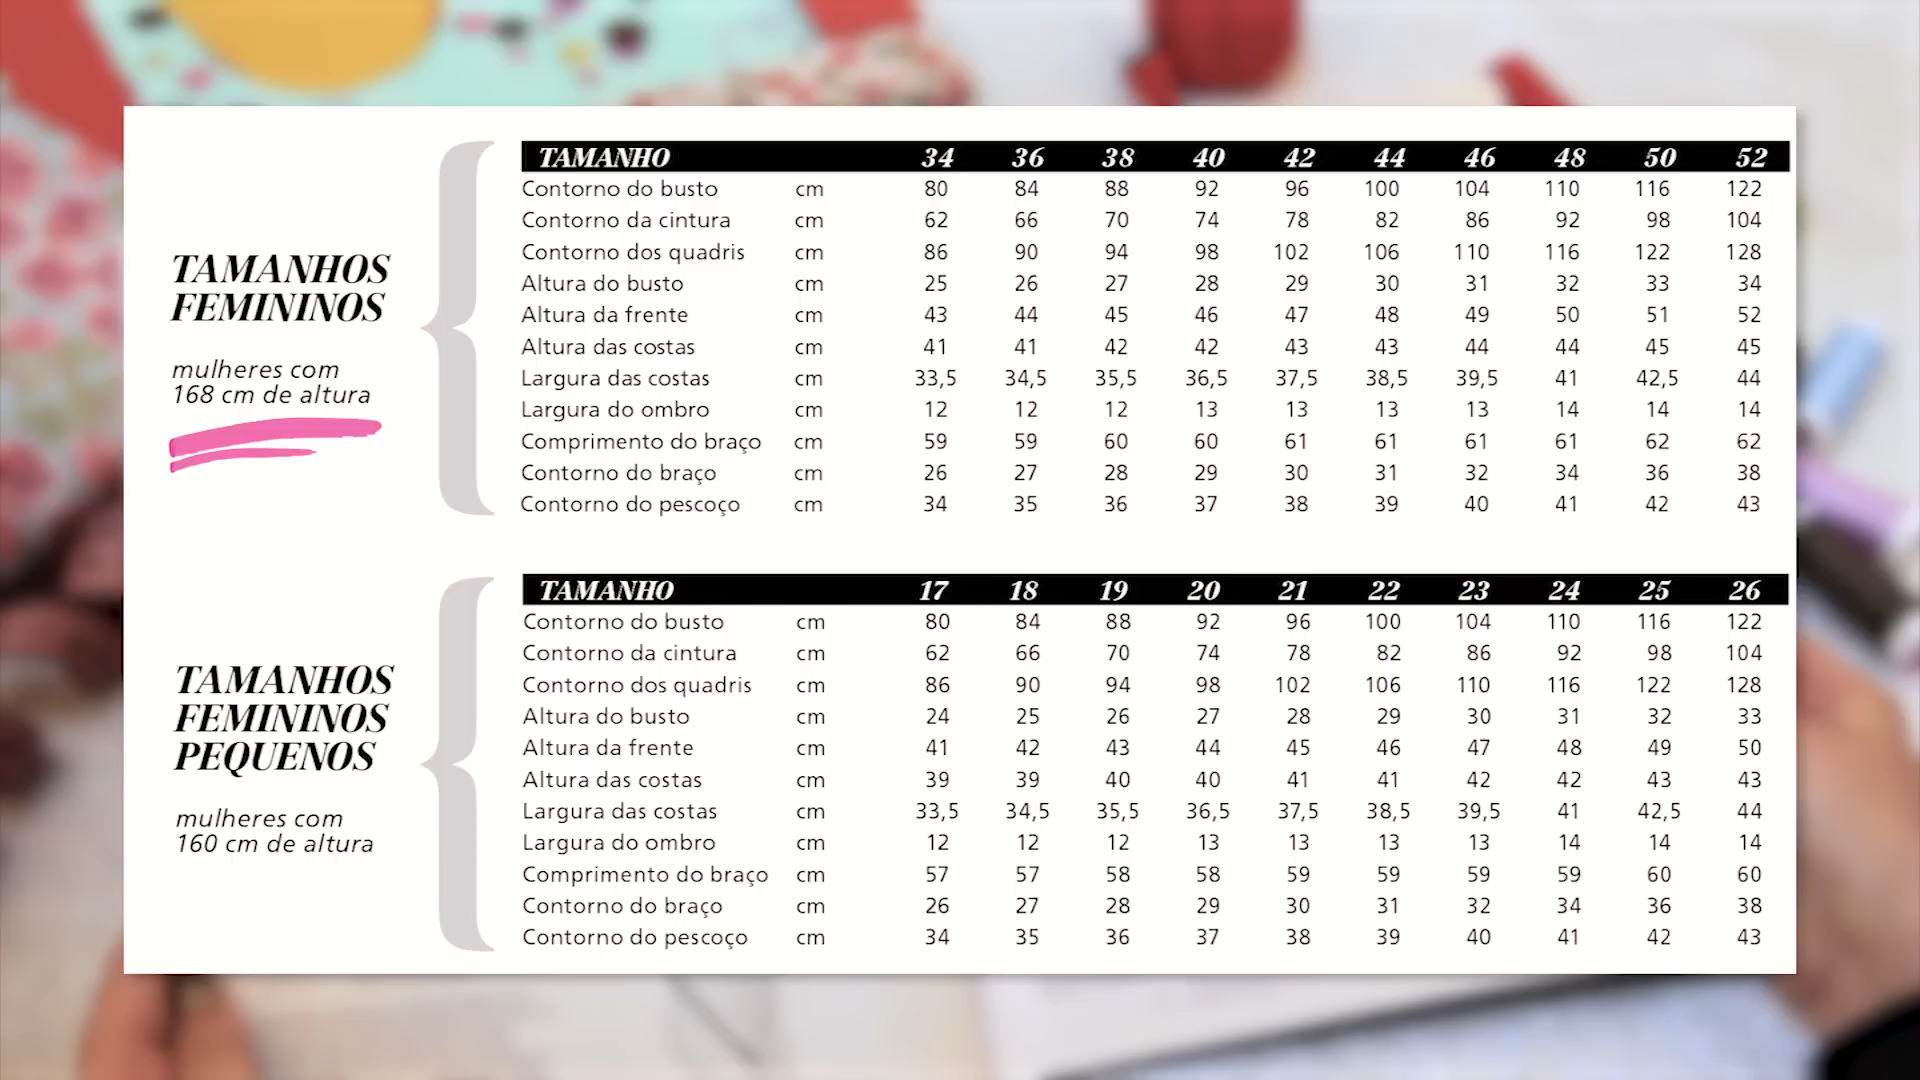 TAMANHOS
FEMININOS
mulheres com
168 cm de altura
TAMANHO 34 36 38 40 42 44 46 48 50 52
Contorno do busto cm 80 84 88 92 96 100 104 110 116 122
Contorno da cintura cm 62 66 70 74 78 82 86 92 98 104
Contorno dos quadris cm 86 90 94 98 102 106 110 116 122 128
Altura do busto cm 25 26 27 28 29 30 31 32 33 34
Altura da frente cm 43 44 45 46 47 48 49 50 51 52
Altura das costas cm 41 41 42 42 43 43 44 44 45 45
Largura das costas cm 33,5 34,5 35,5 36,5 37,5 38,5 39,5 41 42,5 44
Largura do ombro cm 12 12 12 13 13 13 13 14 14 14
Comprimento do braço cm 59 59 60 60 61 61 61 61 62 62
Contorno do braço cm 26 27 28 29 30 31 32 34 36 38
Contorno do pescoço cm 34 35 36 37 38 39 40 41 42 43
TAMANHOS
FEMININOS
PEQUENOS
mulheres com
160 cm de altura
TAMANHO 17 18 19 20 21 22 23 24 25 26
Contorno do busto cm 80 84 88 92 96 100 104 110 116 122
Contorno da cintura cm 62 66 70 74 78 82 86 92 98 104
Contorno dos quadris cm 86 90 94 98 102 106 110 116 122 128
Altura do busto cm 24 25 26 27 28 29 30 31 32 33
Altura da frente cm 41 42 43 44 45 46 47 48 49 50
Altura das costas cm 39 39 40 40 41 41 42 42 43 43
Largura das costas cm 33,5 34,5 35,5 36,5 37,5 38,5 39,5 41 42,5 44
Largura do ombro cm 12 12 12 13 13 13 13 14 14 14
Comprimento do braço cm 57 57 58 58 59 59 59 59 60 60
Contorno do braço cm 26 27 28 29 30 31 32 34 36 38
Contorno do pescoço cm 34 35 36 37 38 39 40 41 42 43